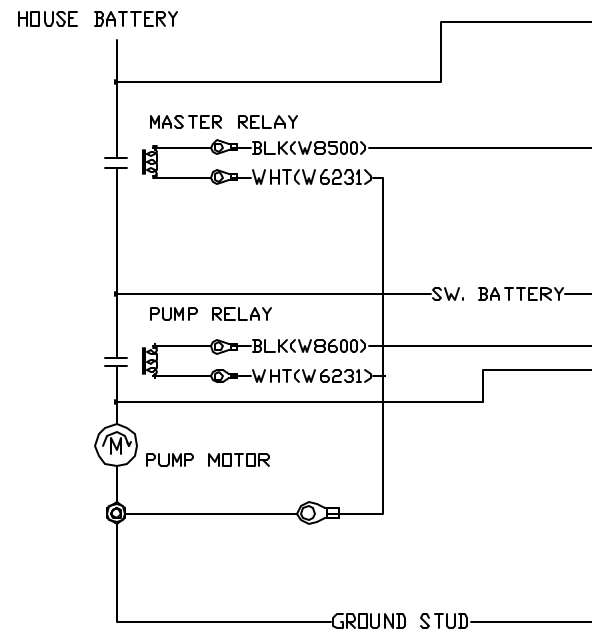 HOUSE BATTERY
MASTER RELAY
BLK(W8500)
WHT(W6231)
SW. BATTERY
PUMP RELAY
BLK(W8600)
WHT(W6231)
M
PUMP MOTOR
GROUND STUD